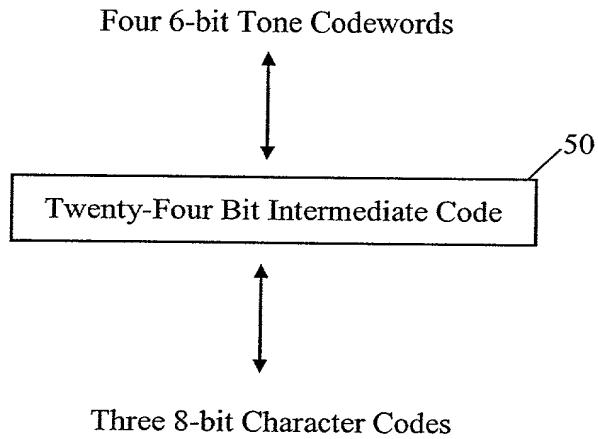 Four 6-bit Tone Codewords
50
Twenty-Four Bit Intermediate Code
Three 8-bit Character Codes